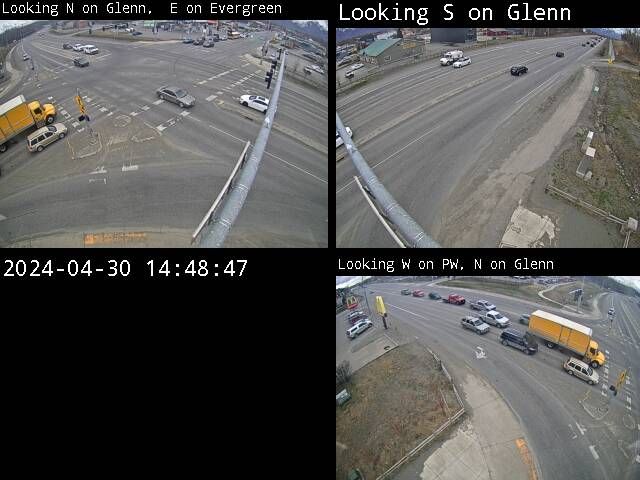 Looking N on Glenn,  E on Evergreen
Looking S on Glenn
2024-04-30 14:48:47
Looking W on PW, N on Glenn